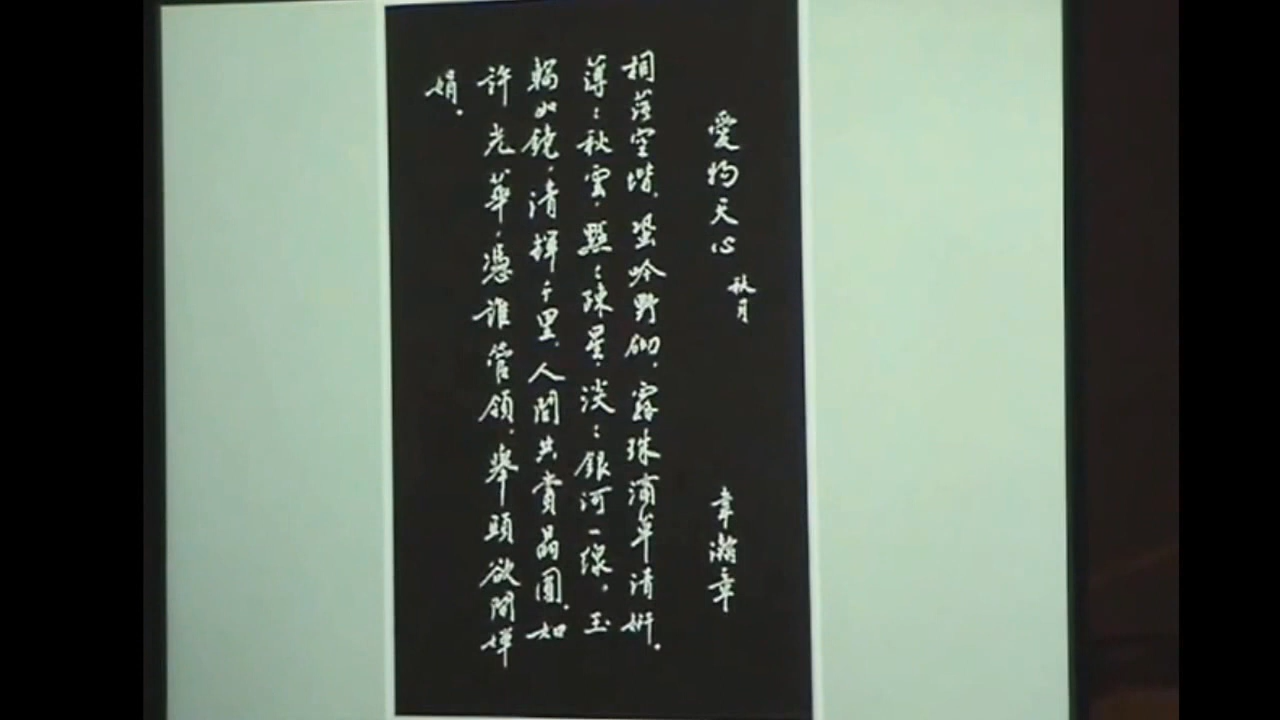 愛物天心 秋月 韋瀚章
桐落空堦,蛩吟野砌,露珠滴草清妍。
薄:秋雲,點:疎星,淡:銀河一線。玉
如鏡,清輝千里,人間共賞晶圓。如
許光華,憑誰管領,舉頭欲問嬋
娟。